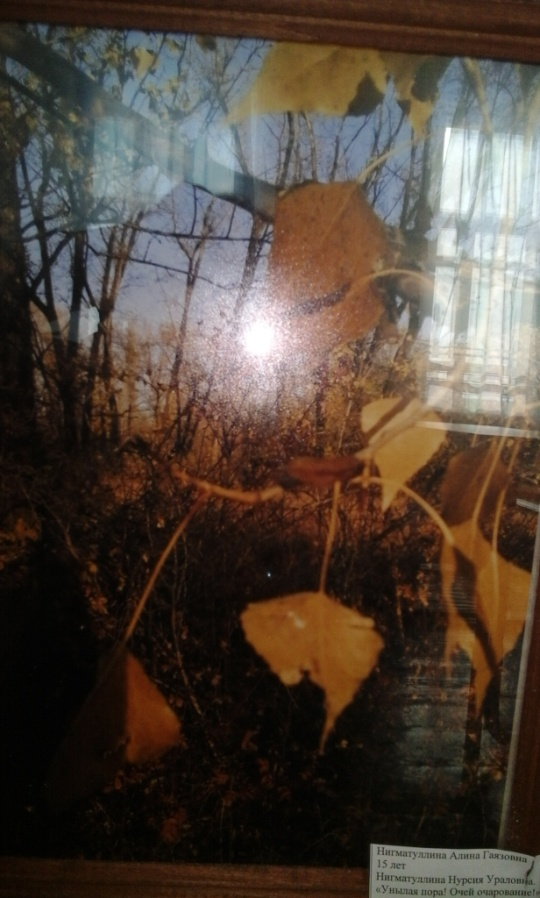 Нигматуллина Алина Гаязовна
15 лет
Нигматуллина Нурсия Ураловна.
«Унылая пора! Очей очарование!»